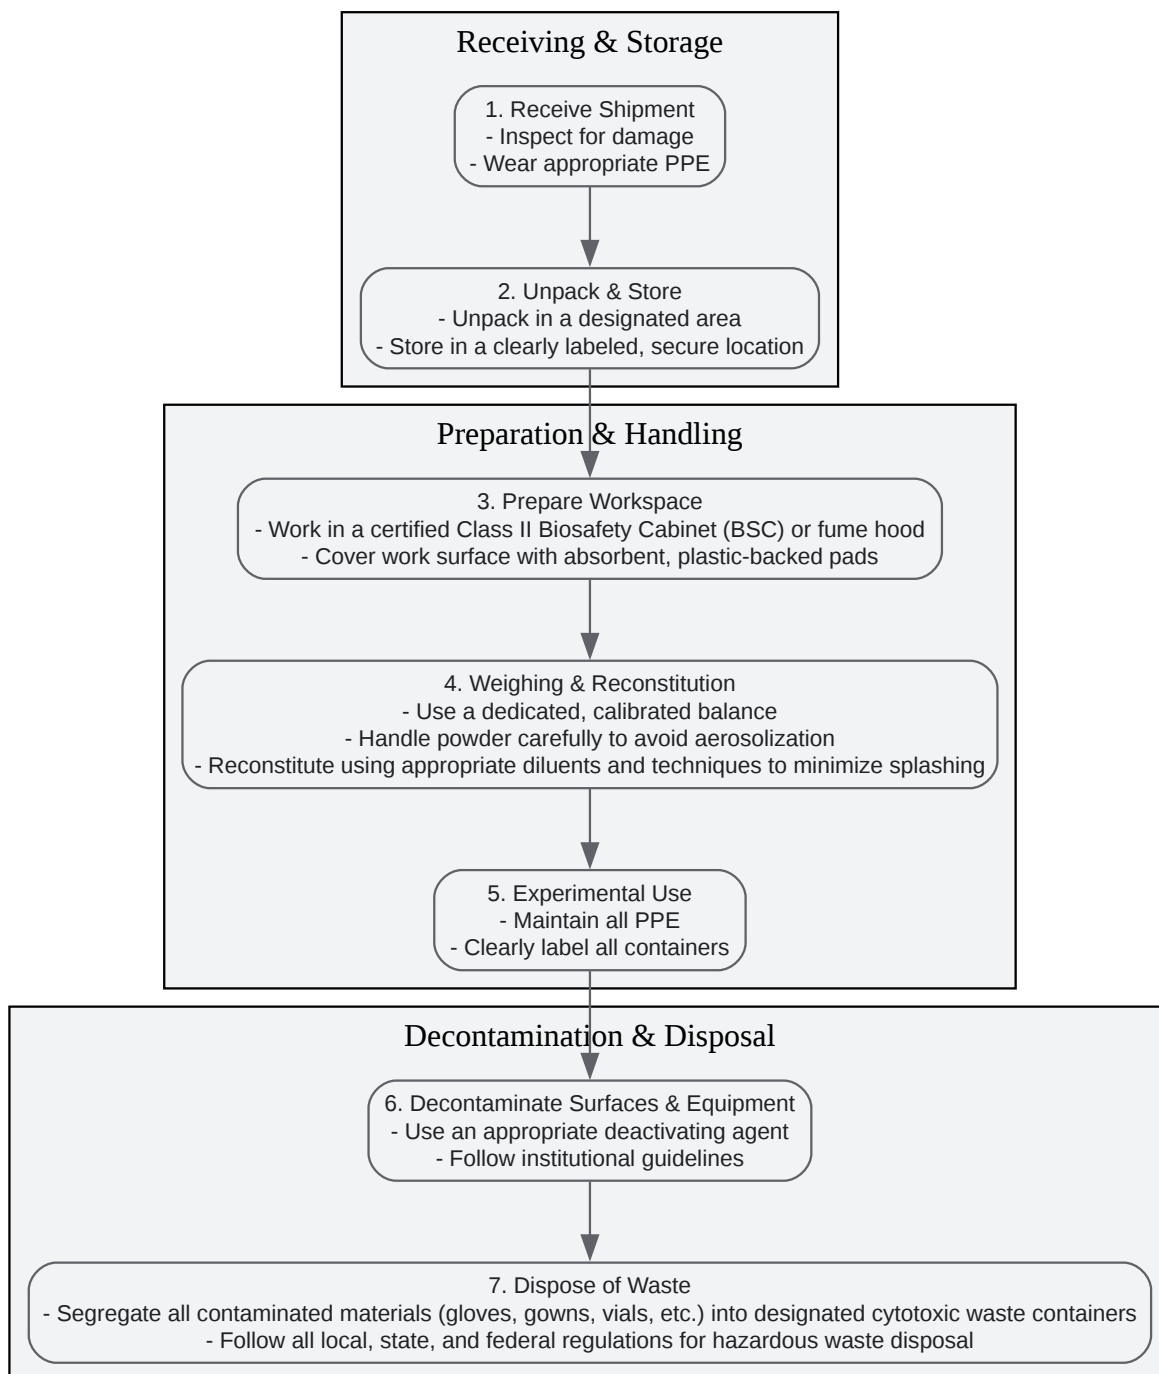 Receiving & Storage
1. Receive Shipment
- Inspect for damage
- Wear appropriate PPE
2. Unpack & Store
- Unpack in a designated area
- Store in a clearly labeled, secure location
Preparation & Handling
3. Prepare Workspace
- Work in a certified Class II Biosafety Cabinet (BSC) or fume hood
- Cover work surface with absorbent, plastic-backed pads
4. Weighing & Reconstitution
- Use a dedicated, calibrated balance
- Handle powder carefully to avoid aerosolization
- Reconstitute using appropriate diluents and techniques to minimize splashing
5. Experimental Use
- Maintain all PPE
- Clearly label all containers
Decontamination & Disposal
6. Decontaminate Surfaces & Equipment
- Use an appropriate deactivating agent
- Follow institutional guidelines
7. Dispose of Waste
- Segregate all contaminated materials (gloves, gowns, vials, etc.) into designated cytotoxic waste containers
- Follow all local, state, and federal regulations for hazardous waste disposal